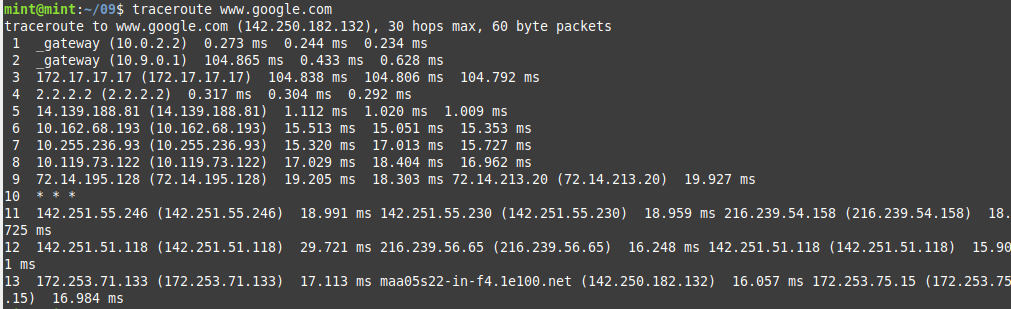 mint@mint:~/09$ traceroute www.google.com
traceroute to www.google.com (142.250.182.132), 30 hops max, 60 byte packets
 1  _gateway (10.0.2.2)  0.273 ms  0.244 ms  0.234 ms
 2  _gateway (10.9.0.1)  104.865 ms  0.433 ms  0.628 ms
 3  172.17.17.17 (172.17.17.17)  104.838 ms  104.806 ms  104.792 ms
 4  2.2.2.2 (2.2.2.2)  0.317 ms  0.304 ms  0.292 ms
 5  14.139.188.81 (14.139.188.81)  1.112 ms  1.020 ms  1.009 ms
 6  10.162.68.193 (10.162.68.193)  15.513 ms  15.051 ms  15.353 ms
 7  10.255.236.93 (10.255.236.93)  15.320 ms  17.013 ms  15.727 ms
 8  10.119.73.122 (10.119.73.122)  17.029 ms  18.404 ms  16.962 ms
 9  72.14.195.128 (72.14.195.128)  19.205 ms  18.303 ms 72.14.213.20 (72.14.213.20)  19.927 ms
10  * * *
11  142.251.55.246 (142.251.55.246)  18.991 ms 142.251.55.230 (142.251.55.230)  18.959 ms 216.239.54.158 (216.239.54.158)  18.
725 ms
12  142.251.51.118 (142.251.51.118)  29.721 ms 216.239.56.65 (216.239.56.65)  16.248 ms 142.251.51.118 (142.251.51.118)  15.90
1 ms
13  172.253.71.133 (172.253.71.133)  17.113 ms maa05s22-in-f4.1e100.net (142.250.182.132)  16.057 ms 172.253.75.15 (172.253.75
.15)  16.984 ms